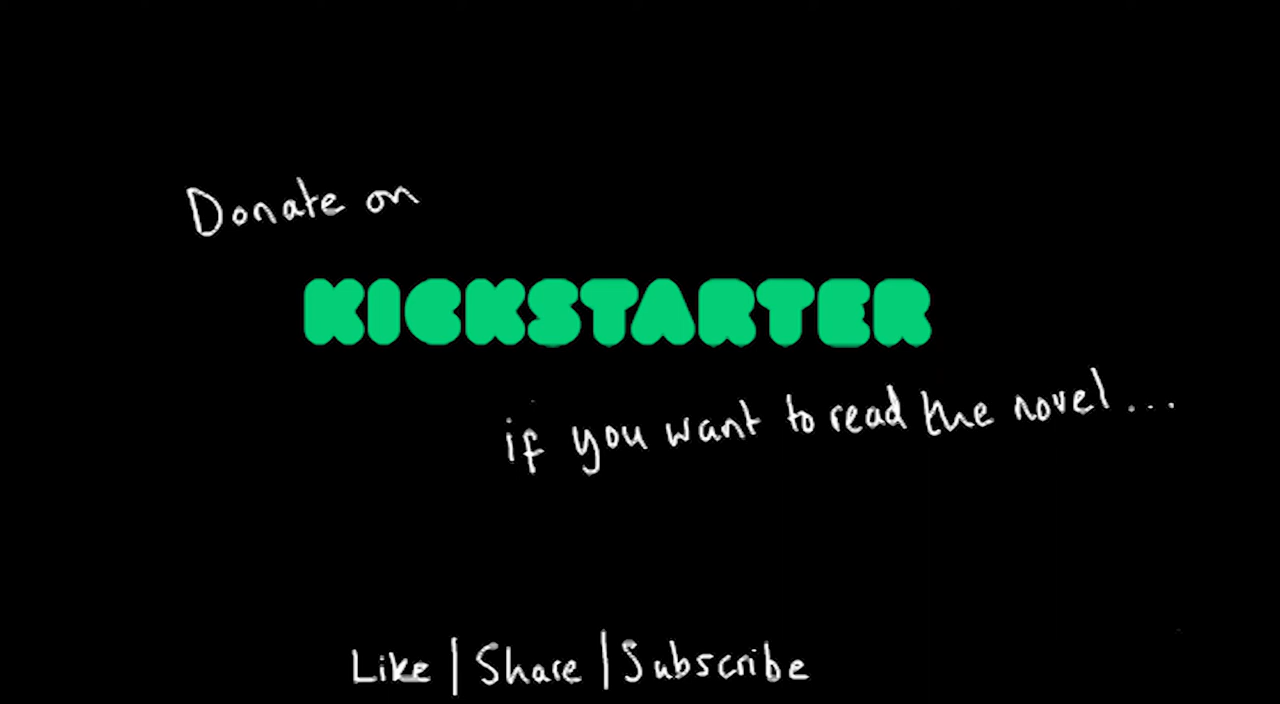 Donate on
KICKSTARTER
if you want to read the novel...
Like | Share | Subscribe